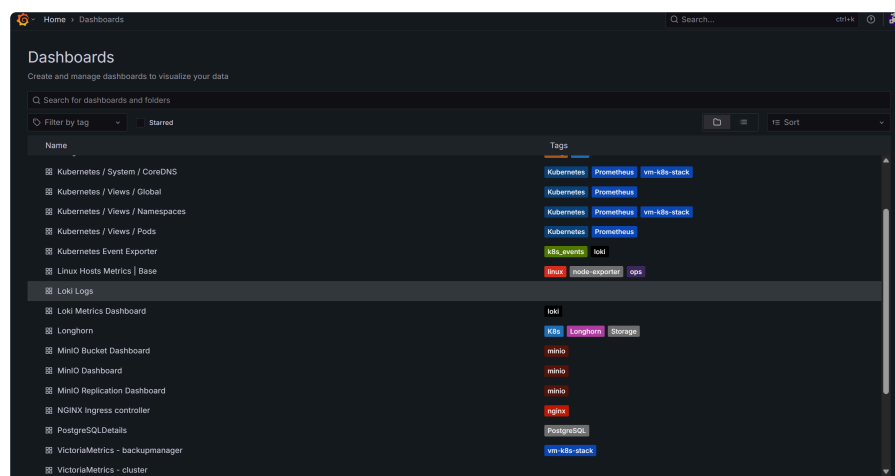 Home › Dashboards
Search...
ctrl+k
Dashboards
Create and manage dashboards to visualize your data
Search for dashboards and folders
Filter by tag
Starred
Sort
Name Tags
Kubernetes / System / CoreDNS Kubernetes Prometheus vm-k8s-stack
Kubernetes / Views / Global Kubernetes Prometheus
Kubernetes / Views / Namespaces Kubernetes Prometheus vm-k8s-stack
Kubernetes / Views / Pods Kubernetes Prometheus
Kubernetes Event Exporter k8s_events loki
Linux Hosts Metrics | Base linux node-exporter ops
Loki Logs
Loki Metrics Dashboard loki
Longhorn K8s Longhorn Storage
MinIO Bucket Dashboard minio
MinIO Dashboard minio
MinIO Replication Dashboard minio
NGINX Ingress controller nginx
PostgreSQLDetails PostgreSQL
VictoriaMetrics - backupmanager vm-k8s-stack
VictoriaMetrics - cluster